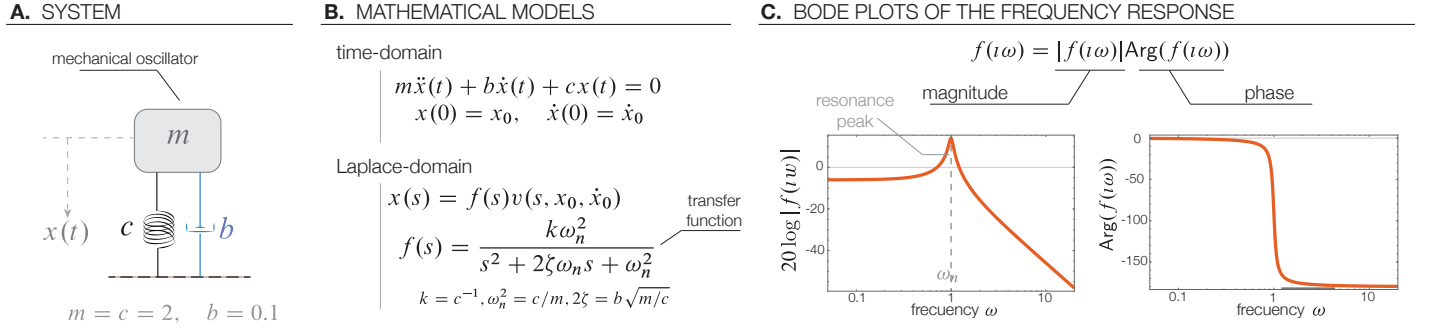 A. SYSTEM
mechanical oscillator
m
x(t)
c
b
m = c = 2, b = 0.1
B. MATHEMATICAL MODELS
time-domain
mẍ(t) + bẋ(t) + cx(t) = 0
x(0) = x₀, ẋ(0) = ẋ₀
Laplace-domain
x(s) = f(s)v(s, x₀, ẋ₀)
transfer
function
f(s) = kωₙ² / (s² + 2ζωₙs + ωₙ²)
k = c⁻¹, ωₙ² = c/m, 2ζ = b√(m/c)
C. BODE PLOTS OF THE FREQUENCY RESPONSE
f(ıω) = |f(ıω)|Arg(f(ıω))
magnitude
phase
resonance
peak
20 log |f(ıw)|
0
-20
-40
ωₙ
0.1 1 10
frecuency ω
Arg(f(ıω))
0
-50
-100
-150
0.1 1 10
frecuency ω